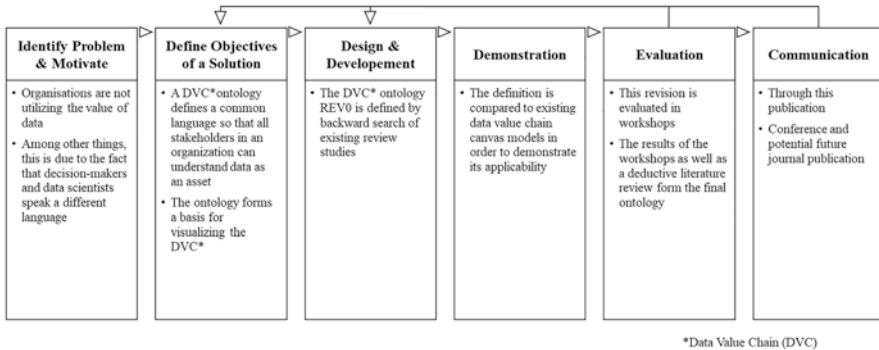 Identify Problem
& Motivate
• Organisations are not
utilizing the value of
data
• Among other things,
this is due to the fact
that decision-makers
and data scientists
speak a different
language
Define Objectives
of a Solution
• A DVC*ontology
defines a common
language so that all
stakeholders in an
organization can
understand data as
an asset
• The ontology forms
a basis for
visualizing the
DVC*
Design &
Developement
• The DVC* ontology
REV0 is defined by
backward search of
existing review
studies
Demonstration
• The definition is
compared to existing
data value chain
canvas models in
order to demonstrate
its applicability
Evaluation
• This revision is
evaluated in
workshops
• The results of the
workshops as well as
a deductive literature
review form the final
ontology
Communication
• Through this
publication
• Conference and
potential future
journal publication
*Data Value Chain (DVC)